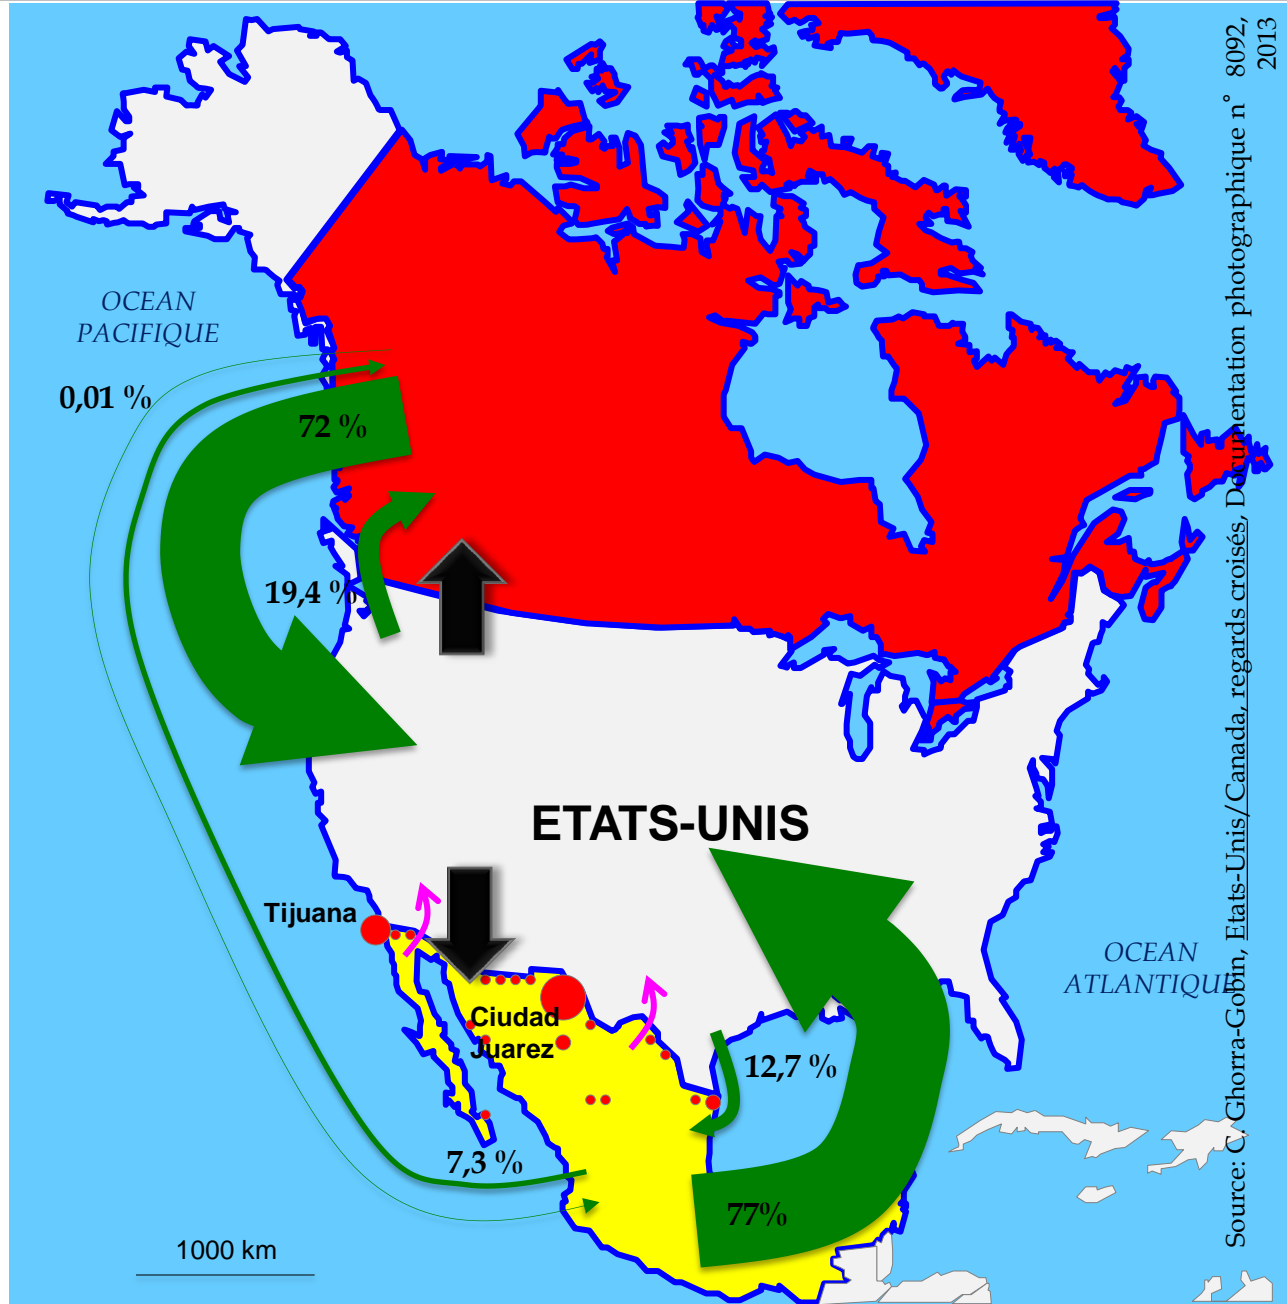 OCEAN
PACIFIQUE
0,01 %
72 %
19,4 %
ETATS-UNIS
Tijuana
Ciudad
Juarez
OCEAN
ATLANTIQUE
12,7 %
7,3 %
77%
1000 km
Source: C. Ghorra-Gobin, Etats-Unis/Canada, regards croisés, Documentation photographique n° 8092,
2013